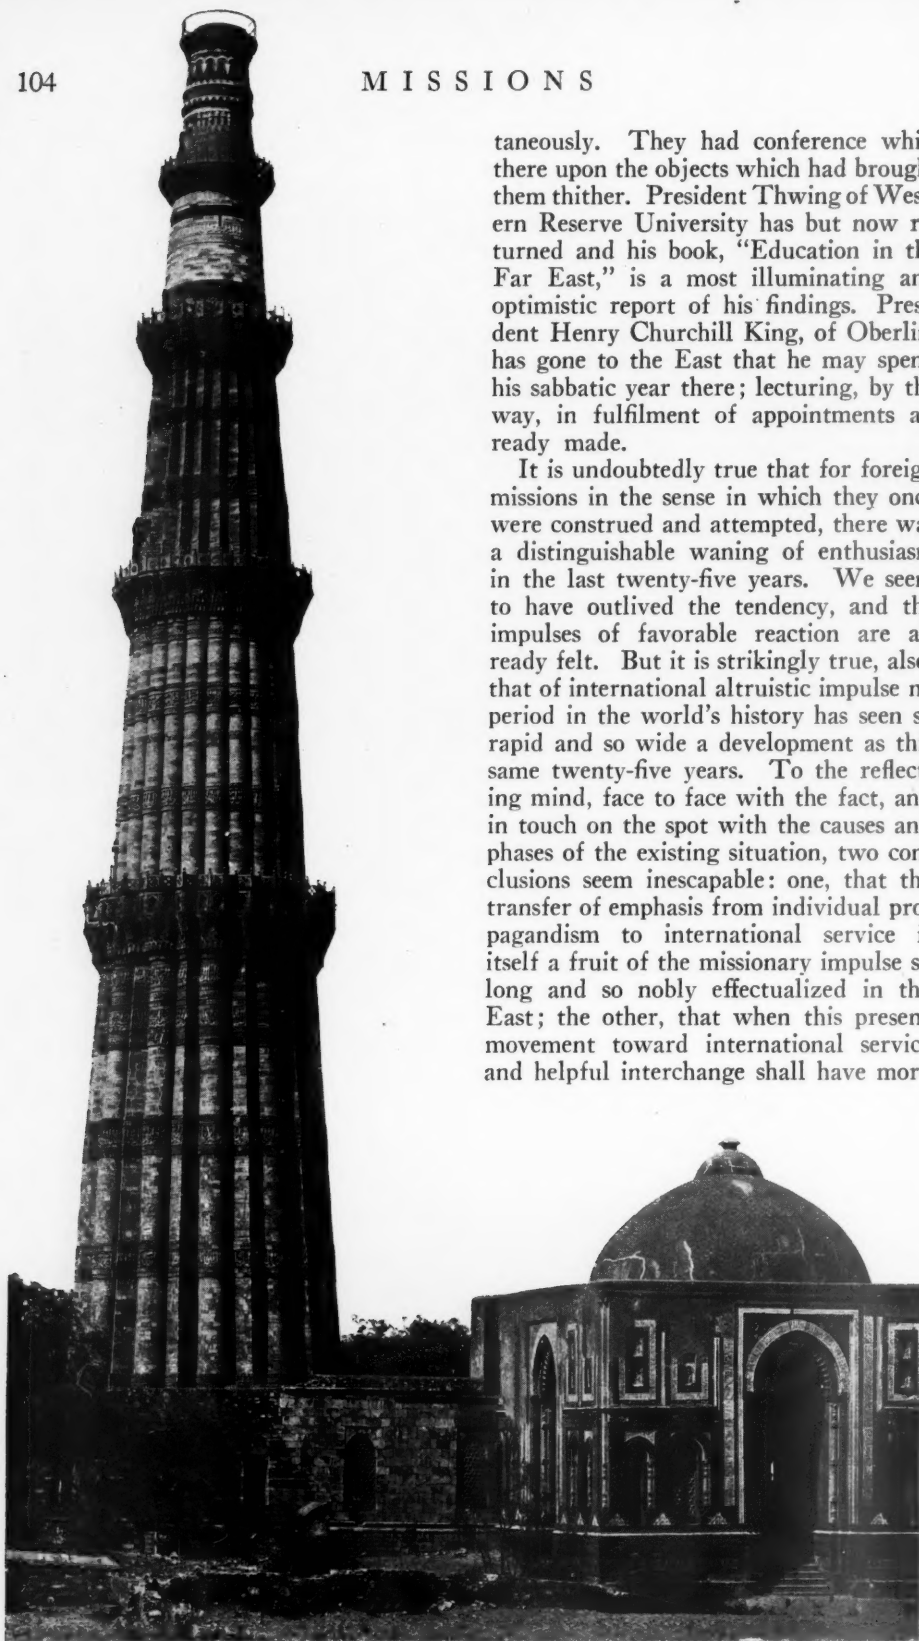 104
MISSIONS
taneously. They had conference whi
there upon the objects which had broug
them thither. President Thwing of Wes
ern Reserve University has but now r
turned and his book, “Education in th
Far East,” is a most illuminating an
optimistic report of his findings. Pres
dent Henry Churchill King, of Oberlin
has gone to the East that he may spen
his sabbatic year there; lecturing, by th
way, in fulfilment of appointments a
ready made.
It is undoubtedly true that for foreig
missions in the sense in which they onc
were construed and attempted, there wa
a distinguishable waning of enthusiasm
in the last twenty-five years. We seem
to have outlived the tendency, and th
impulses of favorable reaction are a
ready felt. But it is strikingly true, also
that of international altruistic impulse n
period in the world's history has seen s
rapid and so wide a development as thi
same twenty-five years. To the reflect
ing mind, face to face with the fact, an
in touch on the spot with the causes an
phases of the existing situation, two con
clusions seem inescapable: one, that th
transfer of emphasis from individual pro
pagandism to international service i
itself a fruit of the missionary impulse s
long and so nobly effectualized in th
East; the other, that when this presen
movement toward international servic
and helpful interchange shall have mor